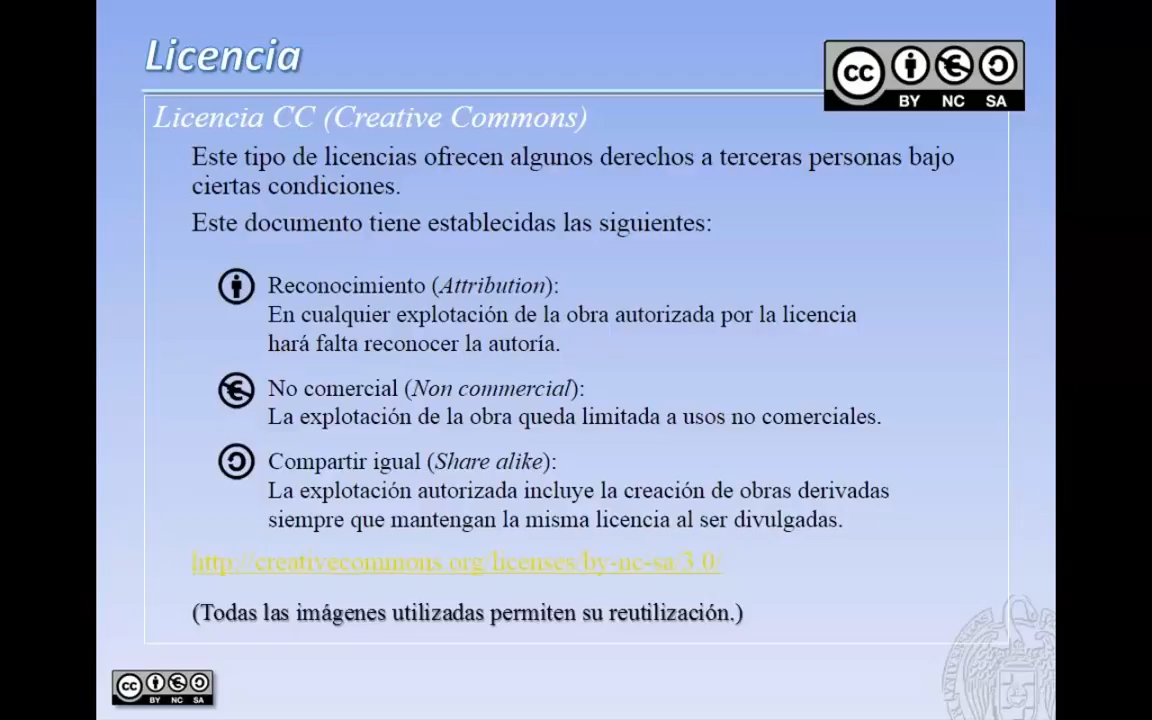 Licencia
CC BY NC SA
Licencia CC (Creative Commons)
Este tipo de licencias ofrecen algunos derechos a terceras personas bajo
ciertas condiciones.
Este documento tiene establecidas las siguientes:
Reconocimiento (Attribution):
En cualquier explotación de la obra autorizada por la licencia
hará falta reconocer la autoría.
No comercial (Non commercial):
La explotación de la obra queda limitada a usos no comerciales.
Compartir igual (Share alike):
La explotación autorizada incluye la creación de obras derivadas
siempre que mantengan la misma licencia al ser divulgadas.
http://creativecommons.org/licenses/by-nc-sa/3.0/
(Todas las imágenes utilizadas permiten su reutilización.)
CC BY NC SA